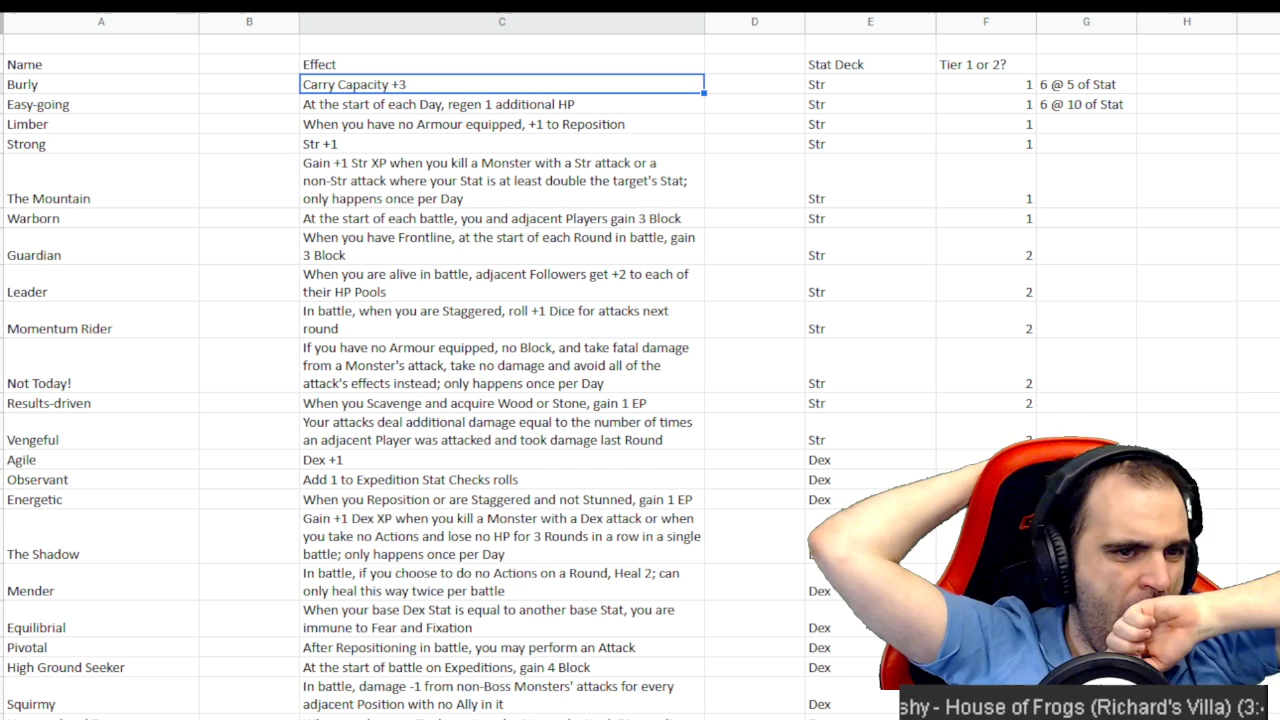 A B C D E F G H
Name Effect Stat Deck Tier 1 or 2?
Burly Carry Capacity +3 Str 1 6 @ 5 of Stat
Easy-going At the start of each Day, regen 1 additional HP Str 1 6 @ 10 of Stat
Limber When you have no Armour equipped, +1 to Reposition Str 1
Strong Str +1 Str 1
Gain +1 Str XP when you kill a Monster with a Str attack or a
non-Str attack where your Stat is at least double the target's Stat;
The Mountain only happens once per Day Str 1
Warborn At the start of each battle, you and adjacent Players gain 3 Block Str 1
When you have Frontline, at the start of each Round in battle, gain
Guardian 3 Block Str 2
When you are alive in battle, adjacent Followers get +2 to each of
Leader their HP Pools Str 2
In battle, when you are Staggered, roll +1 Dice for attacks next
Momentum Rider round Str 2
If you have no Armour equipped, no Block, and take fatal damage
from a Monster's attack, take no damage and avoid all of the
Not Today! attack's effects instead; only happens once per Day Str 2
Results-driven When you Scavenge and acquire Wood or Stone, gain 1 EP Str 2
Your attacks deal additional damage equal to the number of times
Vengeful an adjacent Player was attacked and took damage last Round Str
Agile Dex +1 Dex
Observant Add 1 to Expedition Stat Checks rolls Dex
Energetic When you Reposition or are Staggered and not Stunned, gain 1 EP Dex
Gain +1 Dex XP when you kill a Monster with a Dex attack or when
you take no Actions and lose no HP for 3 Rounds in a row in a single
The Shadow battle; only happens once per Day
In battle, if you choose to do no Actions on a Round, Heal 2; can
Mender only heal this way twice per battle Dex
When your base Dex Stat is equal to another base Stat, you are
Equilibrial immune to Fear and Fixation Dex
Pivotal After Repositioning in battle, you may perform an Attack Dex
High Ground Seeker At the start of battle on Expeditions, gain 4 Block Dex
In battle, damage -1 from non-Boss Monsters' attacks for every
Squirmy adjacent Position with no Ally in it Dex
shy - House of Frogs (Richard's Villa) (3: